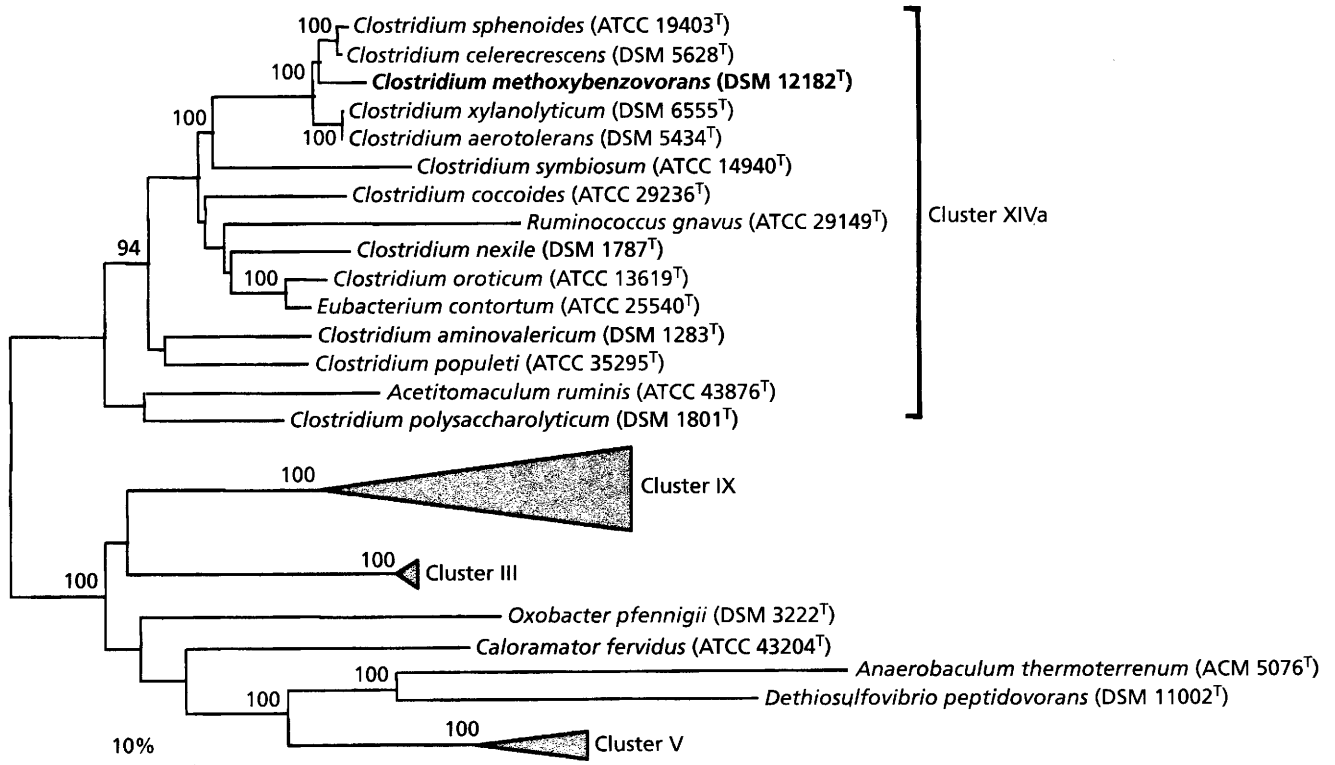 100
Clostridium sphenoides (ATCC 19403T)
Clostridium celerecrescens (DSM 5628T)
100
Clostridium methoxybenzovorans (DSM 12182T)
Clostridium xylanolyticum (DSM 6555T)
100
100
Clostridium aerotolerans (DSM 5434T)
Clostridium symbiosum (ATCC 14940T)
Clostridium coccoides (ATCC 29236T)
Cluster XIVa
Ruminococcus gnavus (ATCC 29149T)
94
Clostridium nexile (DSM 1787T)
100
Clostridium oroticum (ATCC 13619T)
Eubacterium contortum (ATCC 25540T)
Clostridium aminovalericum (DSM 1283T)
Clostridium populeti (ATCC 35295T)
Acetitomaculum ruminis (ATCC 43876T)
Clostridium polysaccharolyticum (DSM 1801T)
100
Cluster IX
100
Cluster III
100
Oxobacter pfennigii (DSM 3222T)
Caloramator fervidus (ATCC 43204T)
Anaerobaculum thermoterrenum (ACM 5076T)
100
Dethiosulfovibrio peptidovorans (DSM 11002T)
100
100
Cluster V
10%